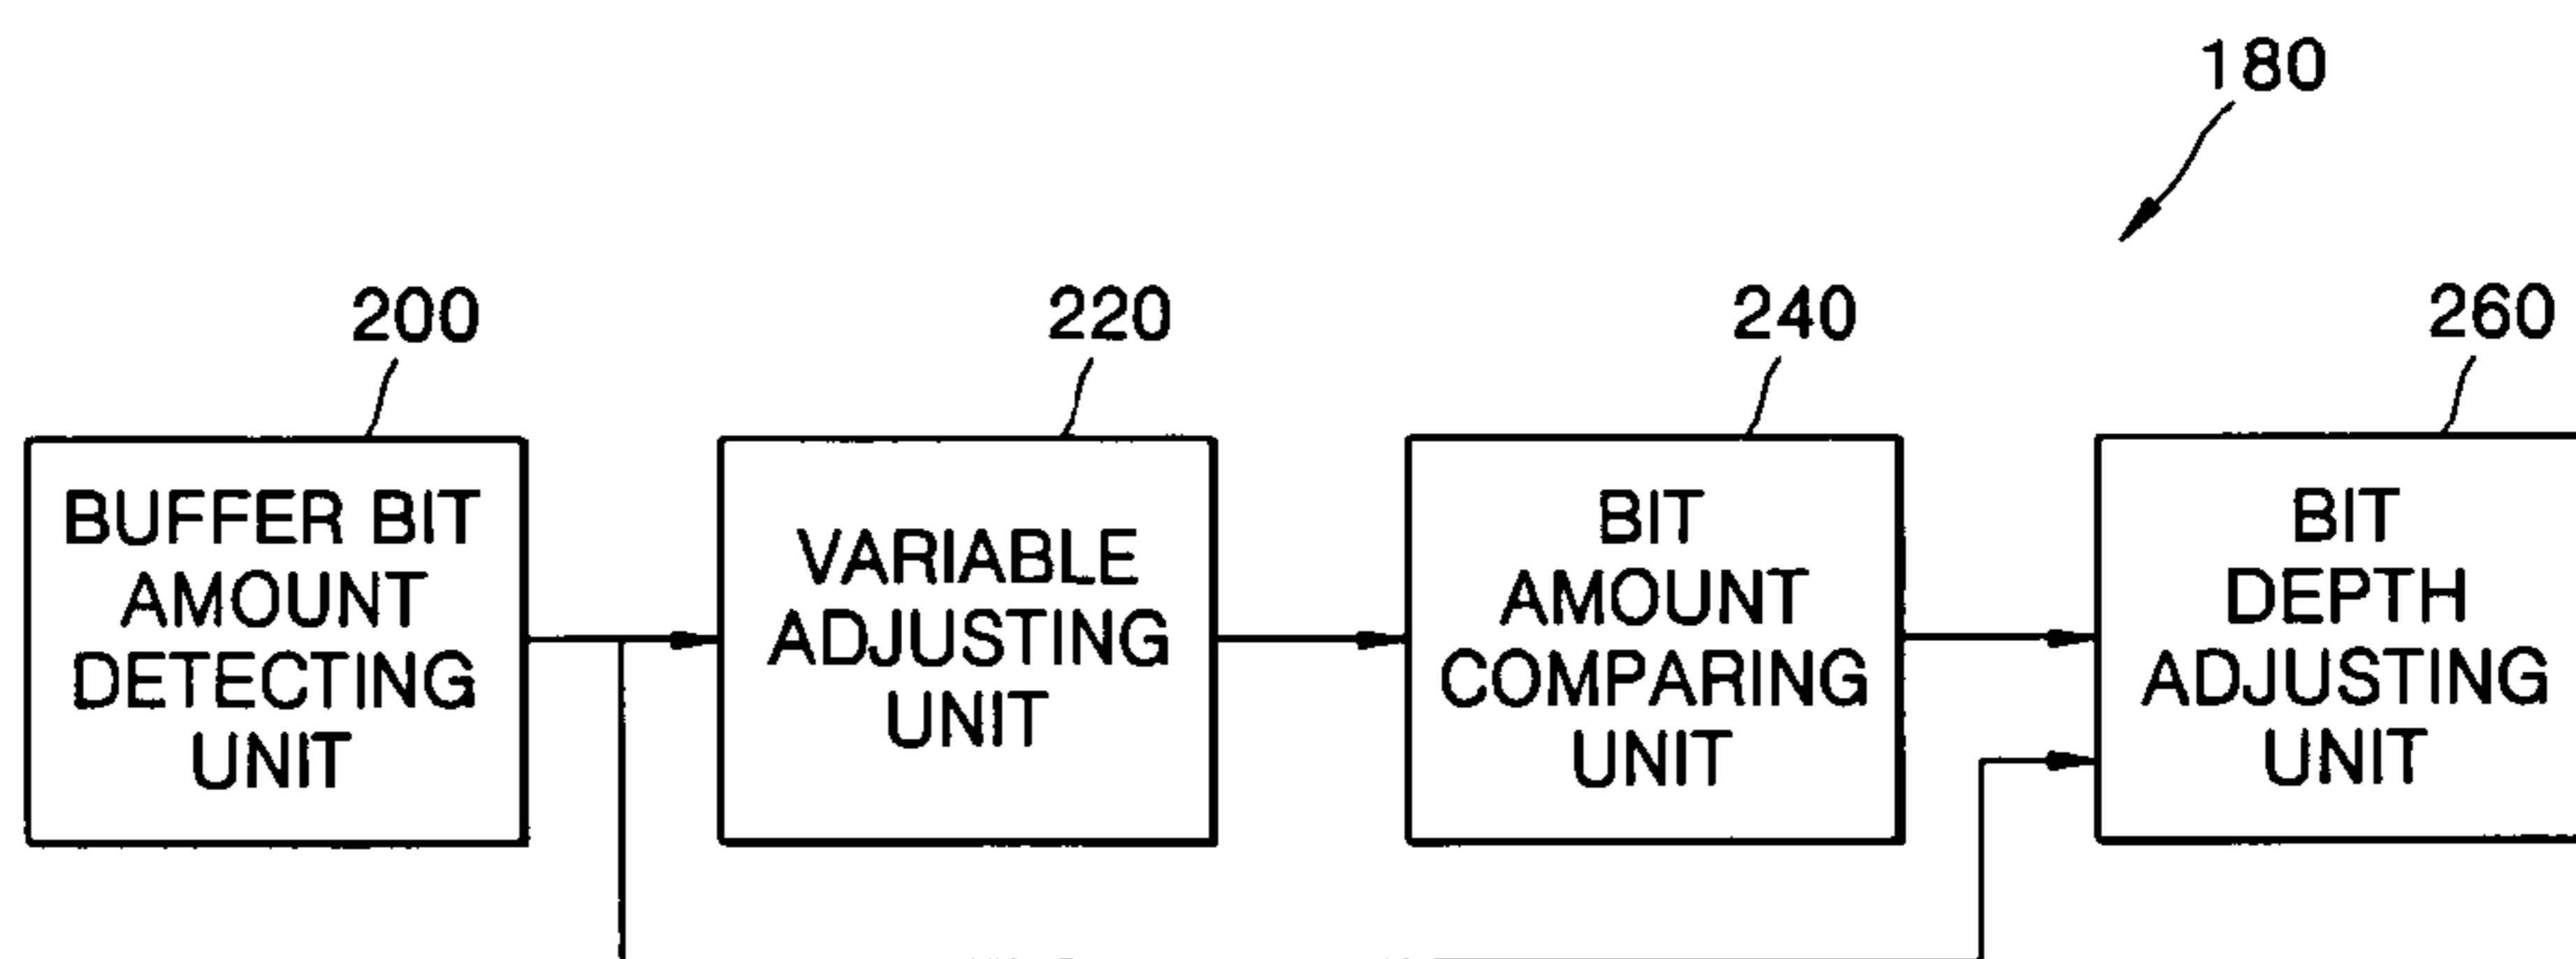 180
200
220
240
260
BUFFER BIT
AMOUNT
DETECTING
UNIT
VARIABLE
ADJUSTING
UNIT
BIT
AMOUNT
COMPARING
UNIT
BIT
DEPTH
ADJUSTING
UNIT